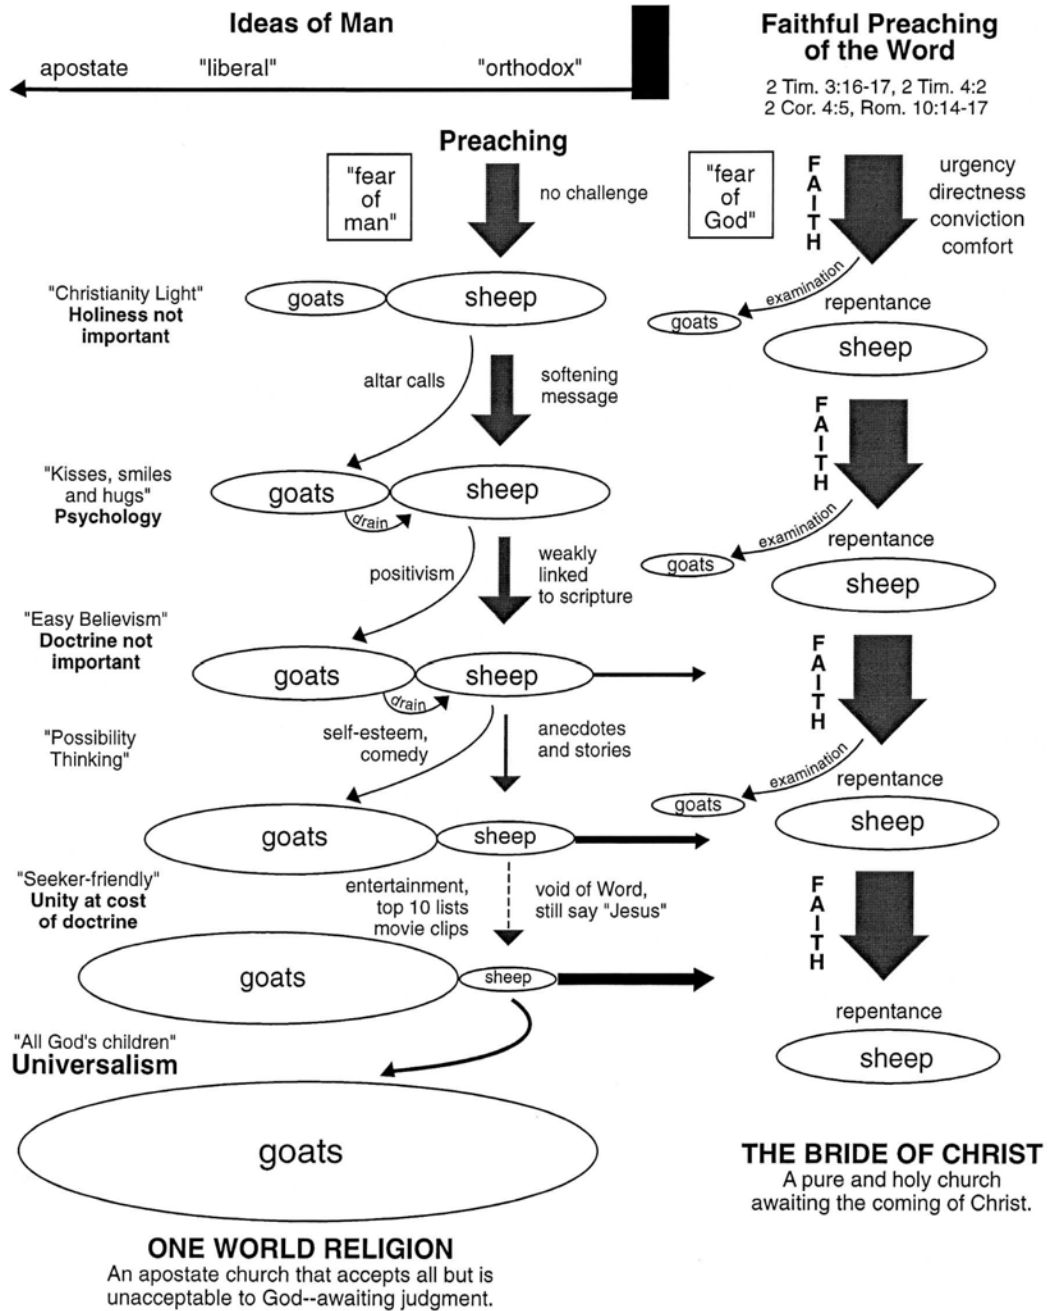 Ideas of Man
apostate "liberal" "orthodox"
Preaching
"fear
of
man"
no challenge
"Christianity Light"
Holiness not
important
goats
sheep
altar calls
softening
message
"Kisses, smiles
and hugs"
Psychology
goats
sheep
drain
positivism
weakly
linked
to scripture
"Easy Believism"
Doctrine not
important
goats
sheep
drain
"Possibility
Thinking"
self-esteem,
comedy
anecdotes
and stories
goats
sheep
"Seeker-friendly"
Unity at cost
of doctrine
entertainment,
top 10 lists
movie clips
void of Word,
still say "Jesus"
goats
sheep
"All God's children"
Universalism
goats
ONE WORLD RELIGION
An apostate church that accepts all but is
unacceptable to God--awaiting judgment.
Faithful Preaching
of the Word
2 Tim. 3:16-17, 2 Tim. 4:2
2 Cor. 4:5, Rom. 10:14-17
"fear
of
God"
FAITH
urgency
directness
conviction
comfort
examination
goats
repentance
sheep
FAITH
examination
goats
repentance
sheep
FAITH
examination
goats
repentance
sheep
FAITH
repentance
sheep
THE BRIDE OF CHRIST
A pure and holy church
awaiting the coming of Christ.